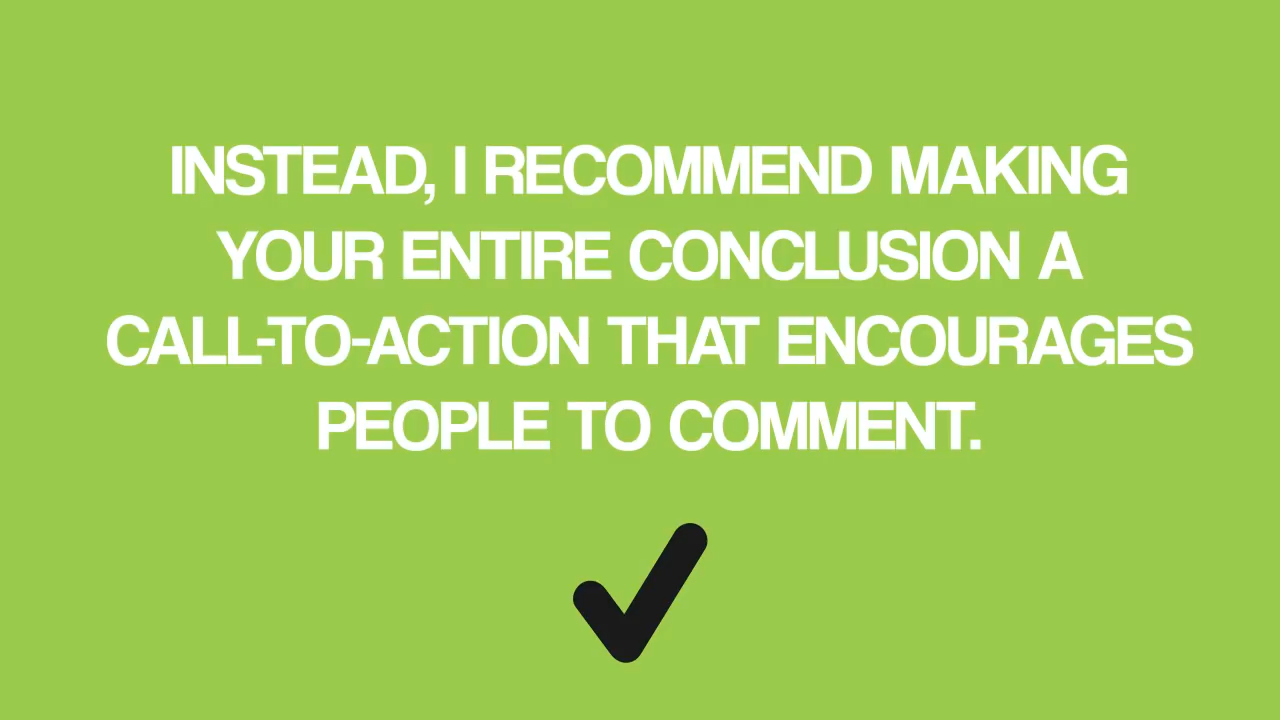 INSTEAD, I RECOMMEND MAKING
YOUR ENTIRE CONCLUSION A
CALL-TO-ACTION THAT ENCOURAGES
PEOPLE TO COMMENT.